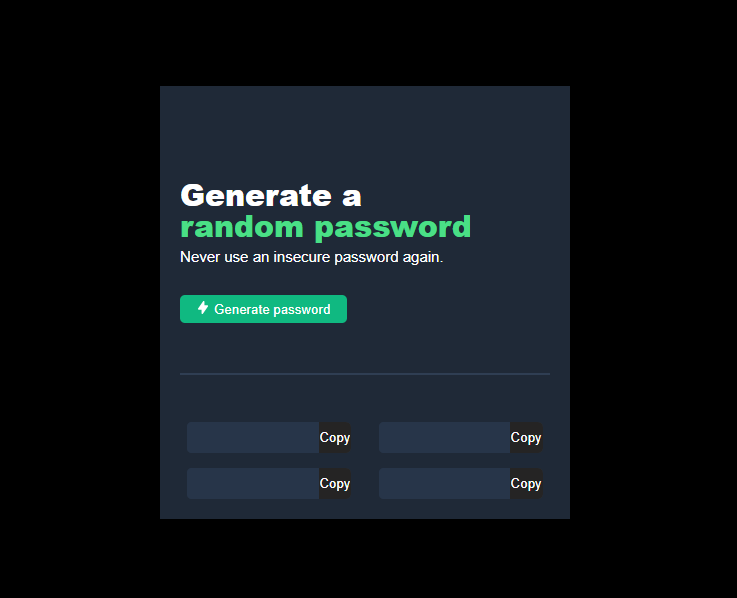 Generate a
random password
Never use an insecure password again.
Generate password
Copy
Copy
Copy
Copy